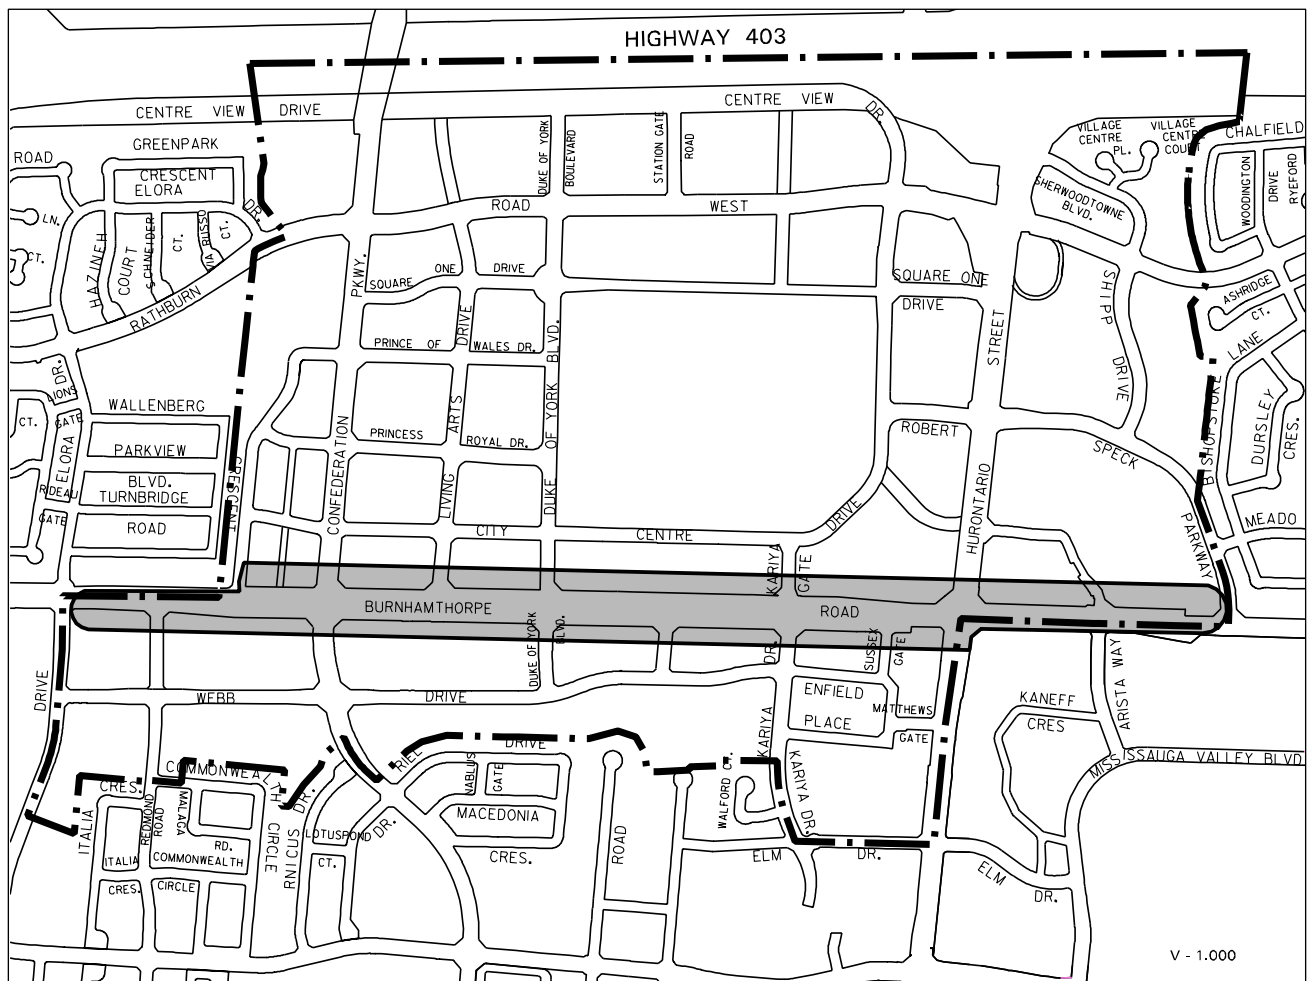 HIGHWAY 403
CENTRE VIEW DRIVE
CENTRE VIEW
DR.
GREENPARK
ROAD
CRESCENT
ELORA
DR.
DUKE OF YORK
BOULEVARD
STATION GATE
ROAD
VILLAGE
CENTRE
PL.
VILLAGE
CENTRE
COURT
CHALFIELD
WOODINGTON
DRIVE
RYEFORD
SHERWOODTOWNE
BLVD.
LN.
CT.
HAZINEH
COURT
SCHNEIDER
CT.
VIA RUSSO
CT.
RATHBURN
ROAD
WEST
PKWY.
SQUARE ONE DRIVE
SQUARE ONE
DRIVE
SHIPP
DRIVE
ASHRIDGE
CT.
LANE
STREET
PRINCE OF
WALES DR.
DRIVE
DUKE OF YORK BLVD.
BISHOPSTOKE
DURSLEY
CRES.
DR.
LIONS
GATE
CT.
WALLENBERG
PARKVIEW
BLVD.
TURNBRIDGE
ROAD
ELORA
RIDEAU
GATE
CRESCENT
CONFEDERATION
PRINCESS
ROYAL DR.
LIVING
ARTS
ROBERT
SPECK
PARKWAY
MEADO
HURONTARIO
CITY
CENTRE
DRIVE
KARIYA
GATE
BURNHAMTHORPE
ROAD
DUKE OF YORK
BLVD.
DR.
SUSSEX
GATE
DRIVE
WEBB
DRIVE
ENFIELD
PLACE
MATTHEWS
GATE
KARIYA
KANEFF
CRES
ARISTA WAY
MISSISSAUGA VALLEY BLVD
COMMONWEALTH
CIRCLE
CRES.
ITALIA
REDMOND
ROAD
MALAGA
RD.
ITALIA
COMMONWEALTH
CRES.
CIRCLE
RINCUS
DR.
LOTUSPOND
CT.
RIEL
DRIVE
DR.
NABLUS
GATE
MACEDONIA
CRES.
ROAD
WALFORD CT.
KARIYA DR.
ELM
DR.
ELM
DR.
V - 1.000